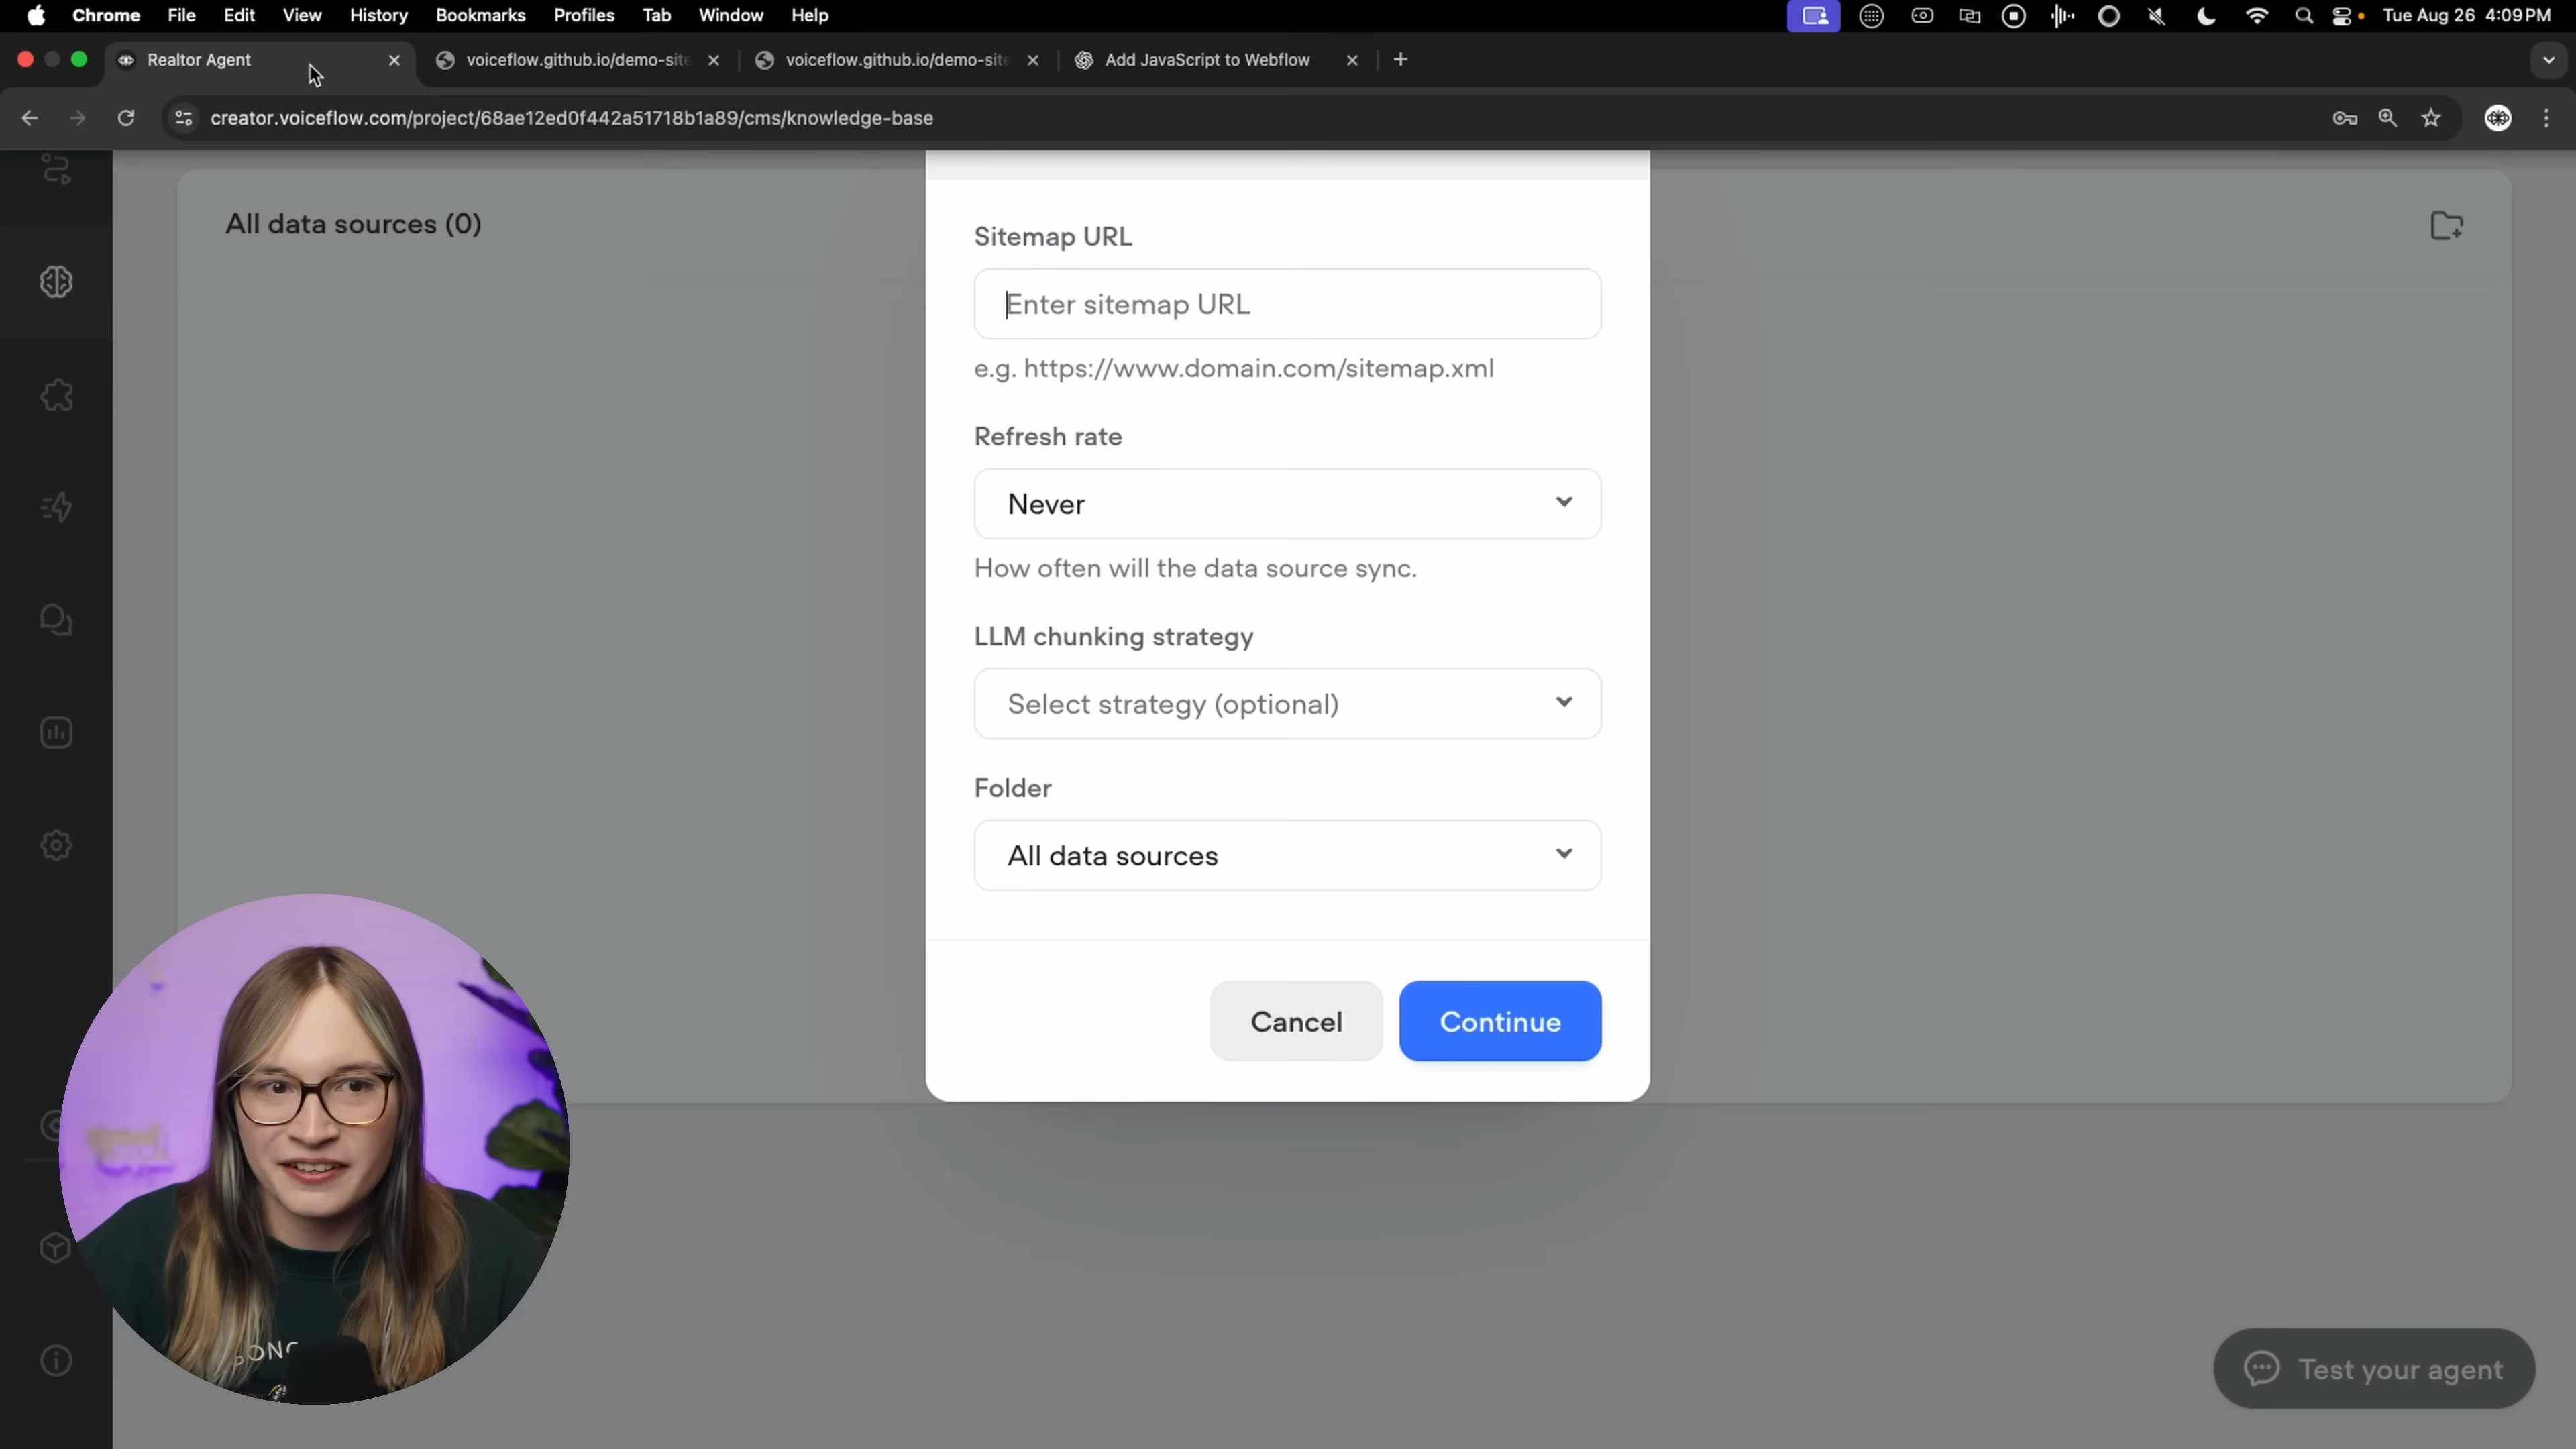 Chrome File Edit View History Bookmarks Profiles Tab Window Help Tue Aug 26 4:09 PM
Realtor Agent voiceflow.github.io/demo-site voiceflow.github.io/demo-site Add JavaScript to Webflow
creator.voiceflow.com/project/68ae12ed0f442a51718b1a89/cms/knowledge-base
All data sources (0)
Sitemap URL
Enter sitemap URL
e.g. https://www.domain.com/sitemap.xml
Refresh rate
Never
How often will the data source sync.
LLM chunking strategy
Select strategy (optional)
Folder
All data sources
Cancel Continue
Test your agent